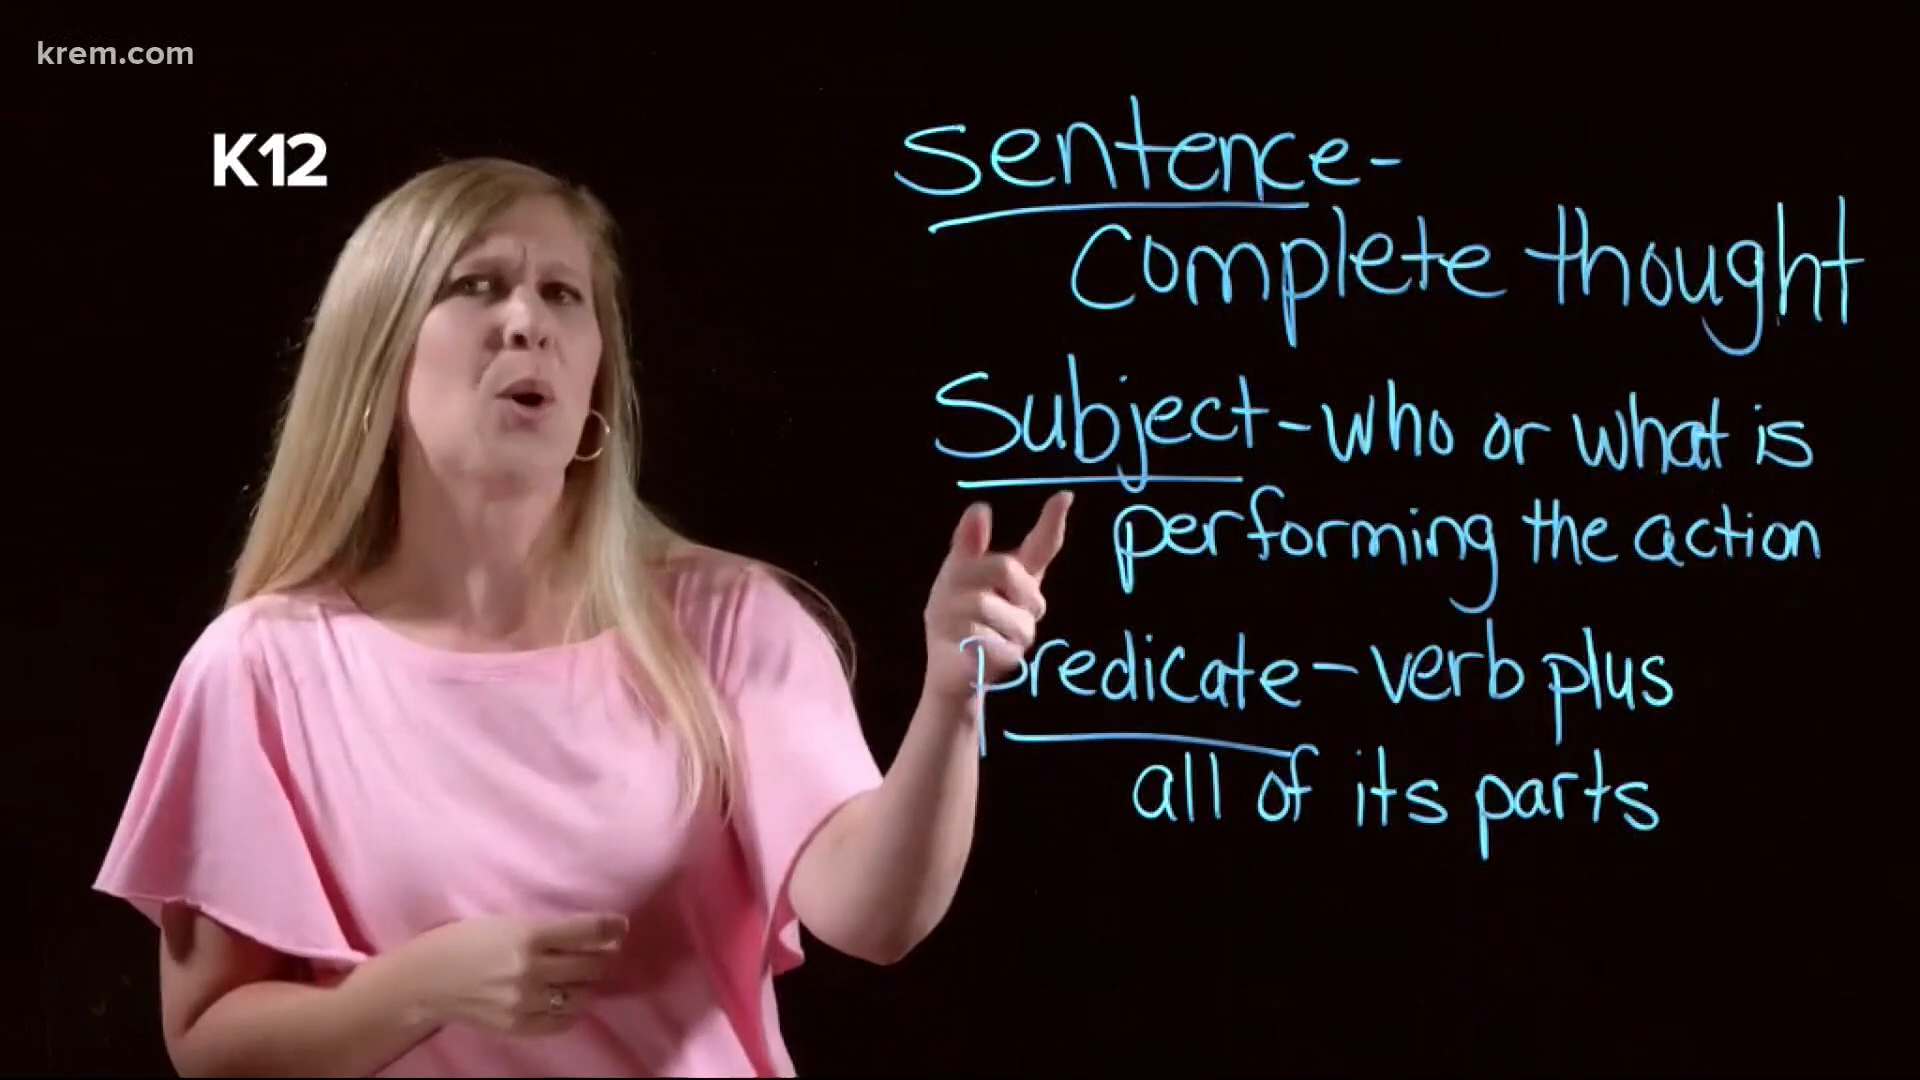 krem.com
K12
sentence-
complete thought
Subject-who or what is
performing the action
predicate-verb plus
all of its parts